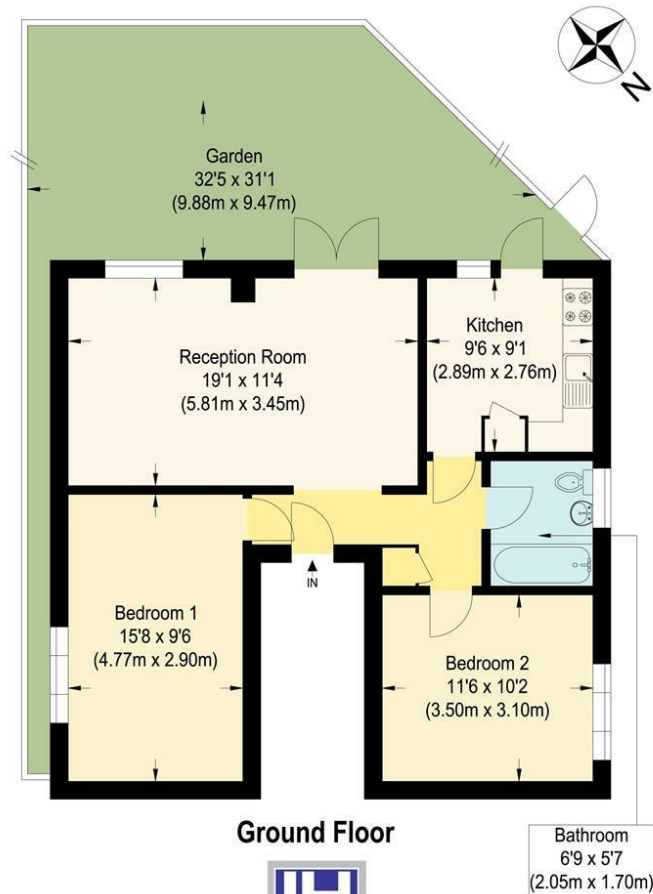 N
Garden
32'5 x 31'1
(9.88m x 9.47m)
Reception Room
19'1 x 11'4
(5.81m x 3.45m)
Kitchen
9'6 x 9'1
(2.89m x 2.76m)
IN
Bedroom 1
15'8 x 9'6
(4.77m x 2.90m)
Bedroom 2
11'6 x 10'2
(3.50m x 3.10m)
Ground Floor
Bathroom
6'9 x 5'7
(2.05m x 1.70m)